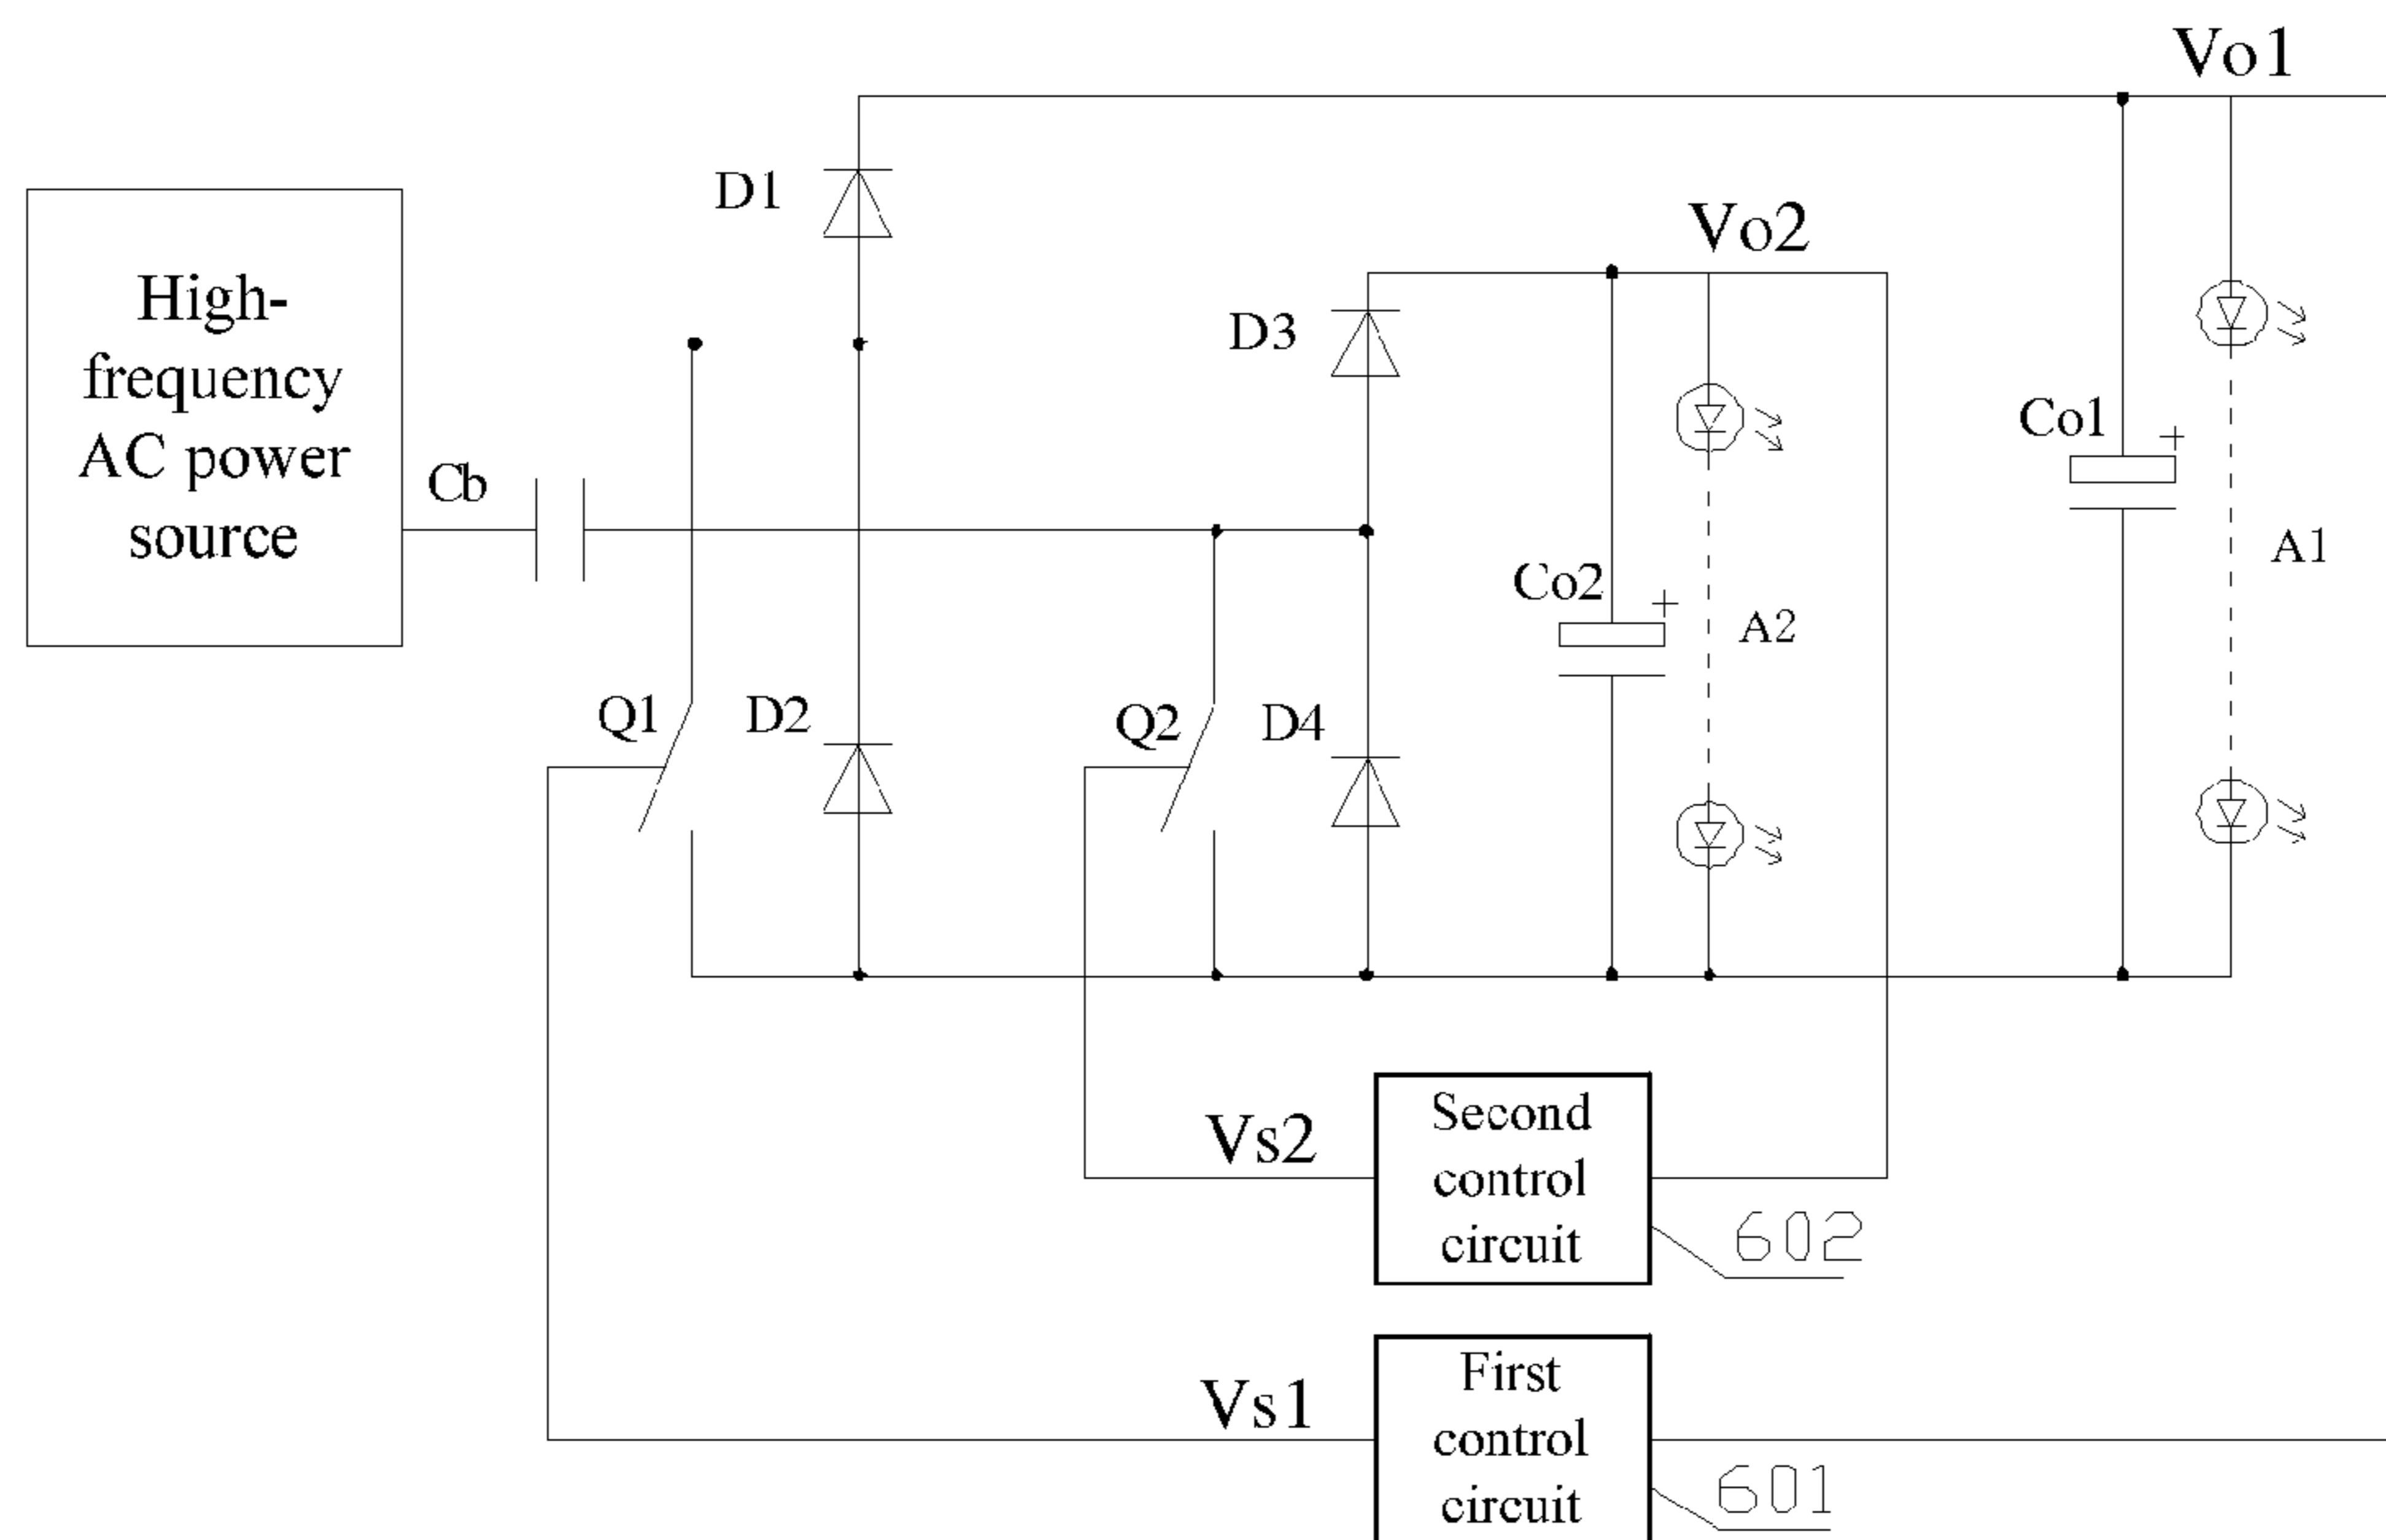 Vo1
D1
Vo2
High-
frequency
AC power
source
D3
Cb
Co1
+
A1
Co2
+
A2
Q1
D2
Q2
D4
Second
control
circuit
Vs2
602
First
control
circuit
Vs1
601